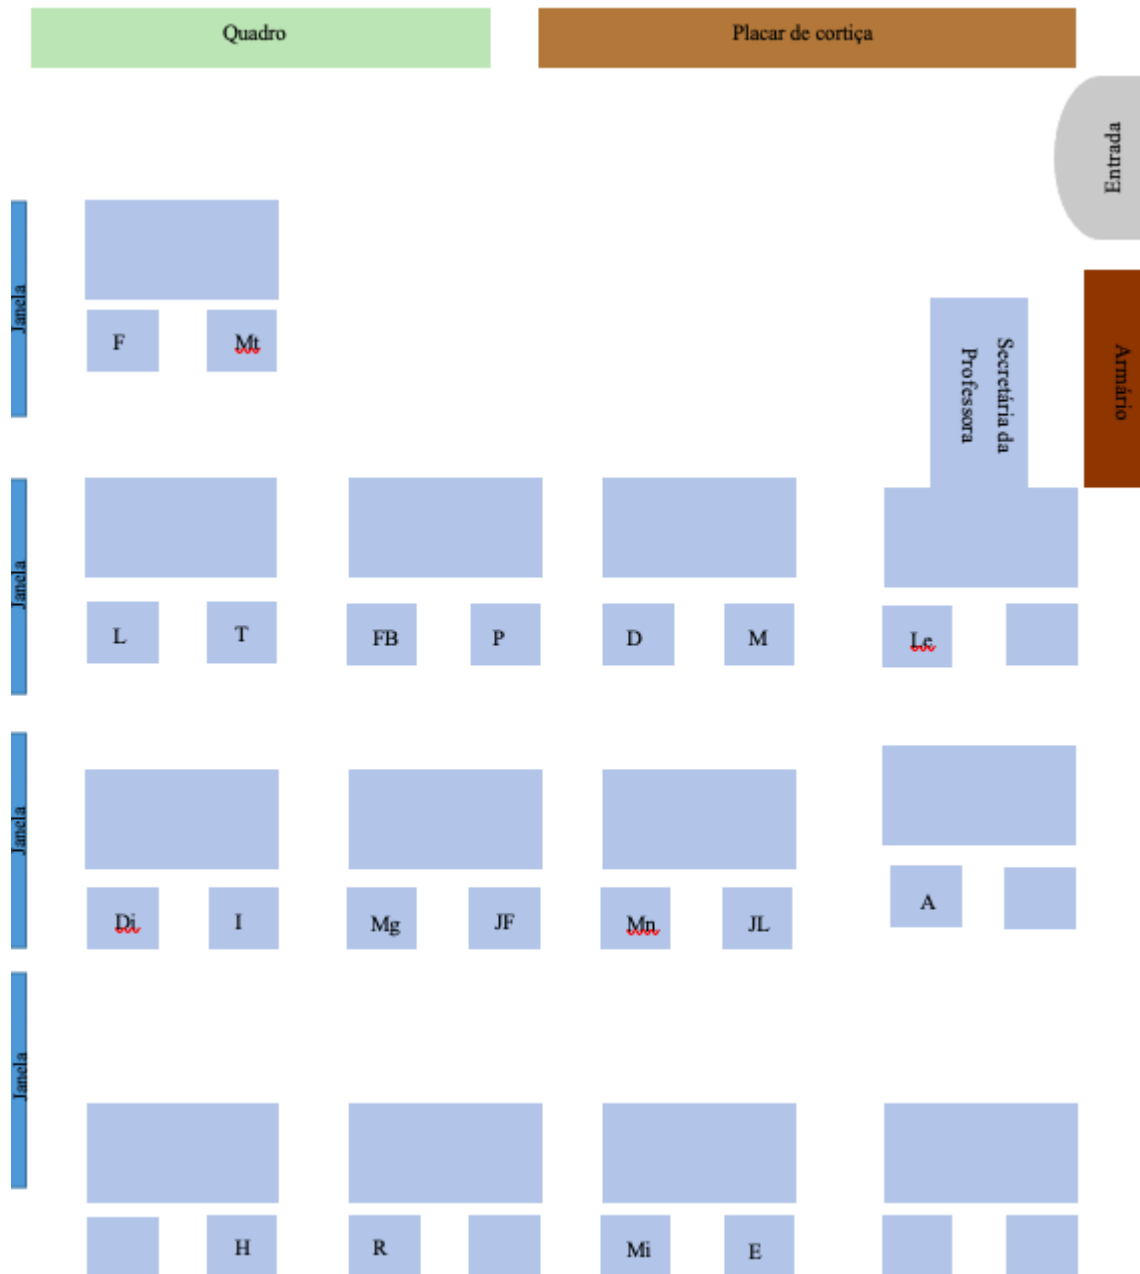 Quadro
Placar de cortiça
Entrada
Janela
F
Mt
Secretária da
Professora
Armário
Janela
L
T
FB
P
D
M
Le
Janela
Di
I
Mg
JF
Mn
JL
A
Janela
H
R
Mi
E